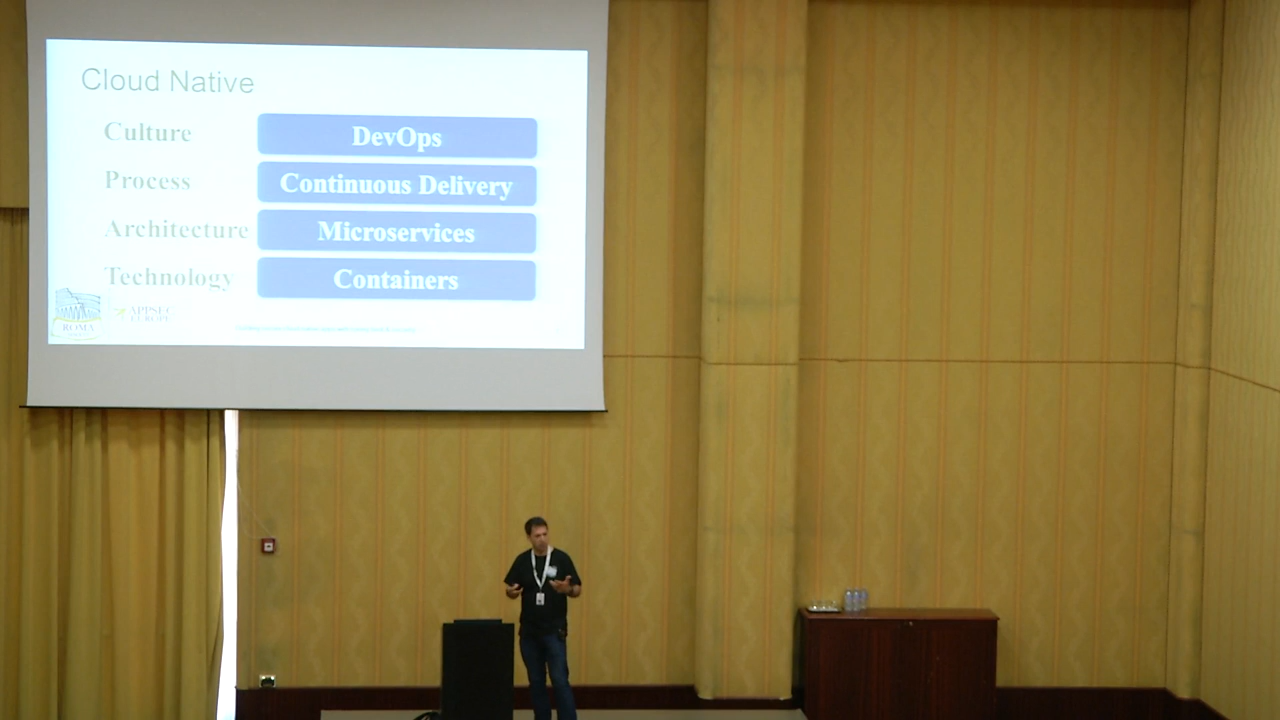 Cloud Native
Culture DevOps
Process Continuous Delivery
Architecture Microservices
Technology Containers
ROMA
APPSEC
EUROPE